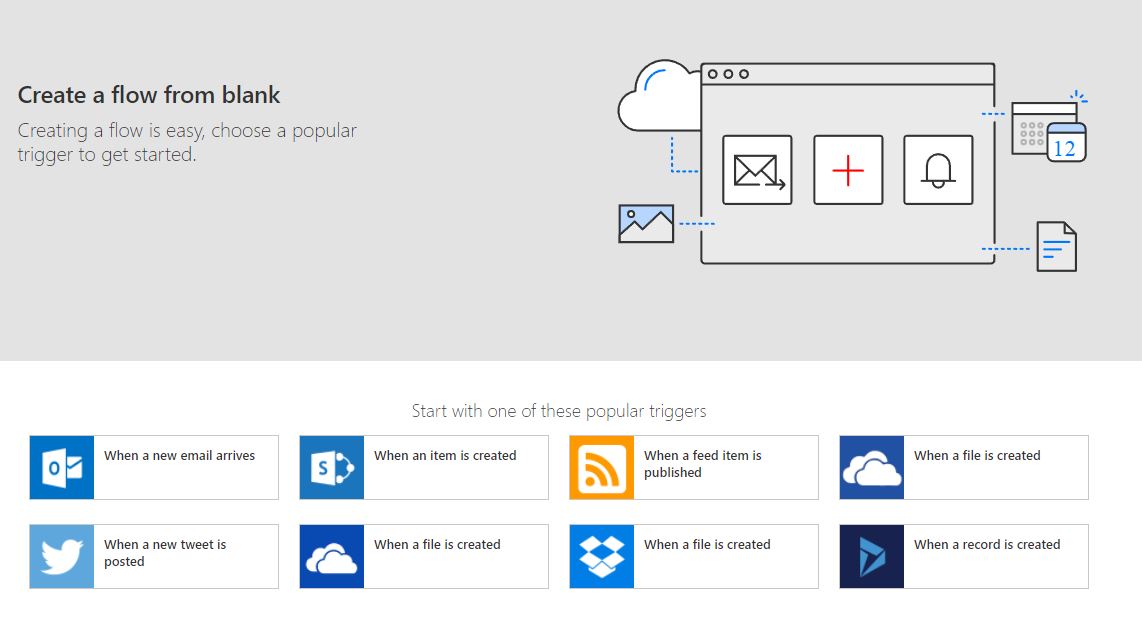 Create a flow from blank
Creating a flow is easy, choose a popular
trigger to get started.
12
Start with one of these popular triggers
When a new email arrives
When an item is created
When a feed item is
published
When a file is created
When a new tweet is
posted
When a file is created
When a file is created
When a record is created